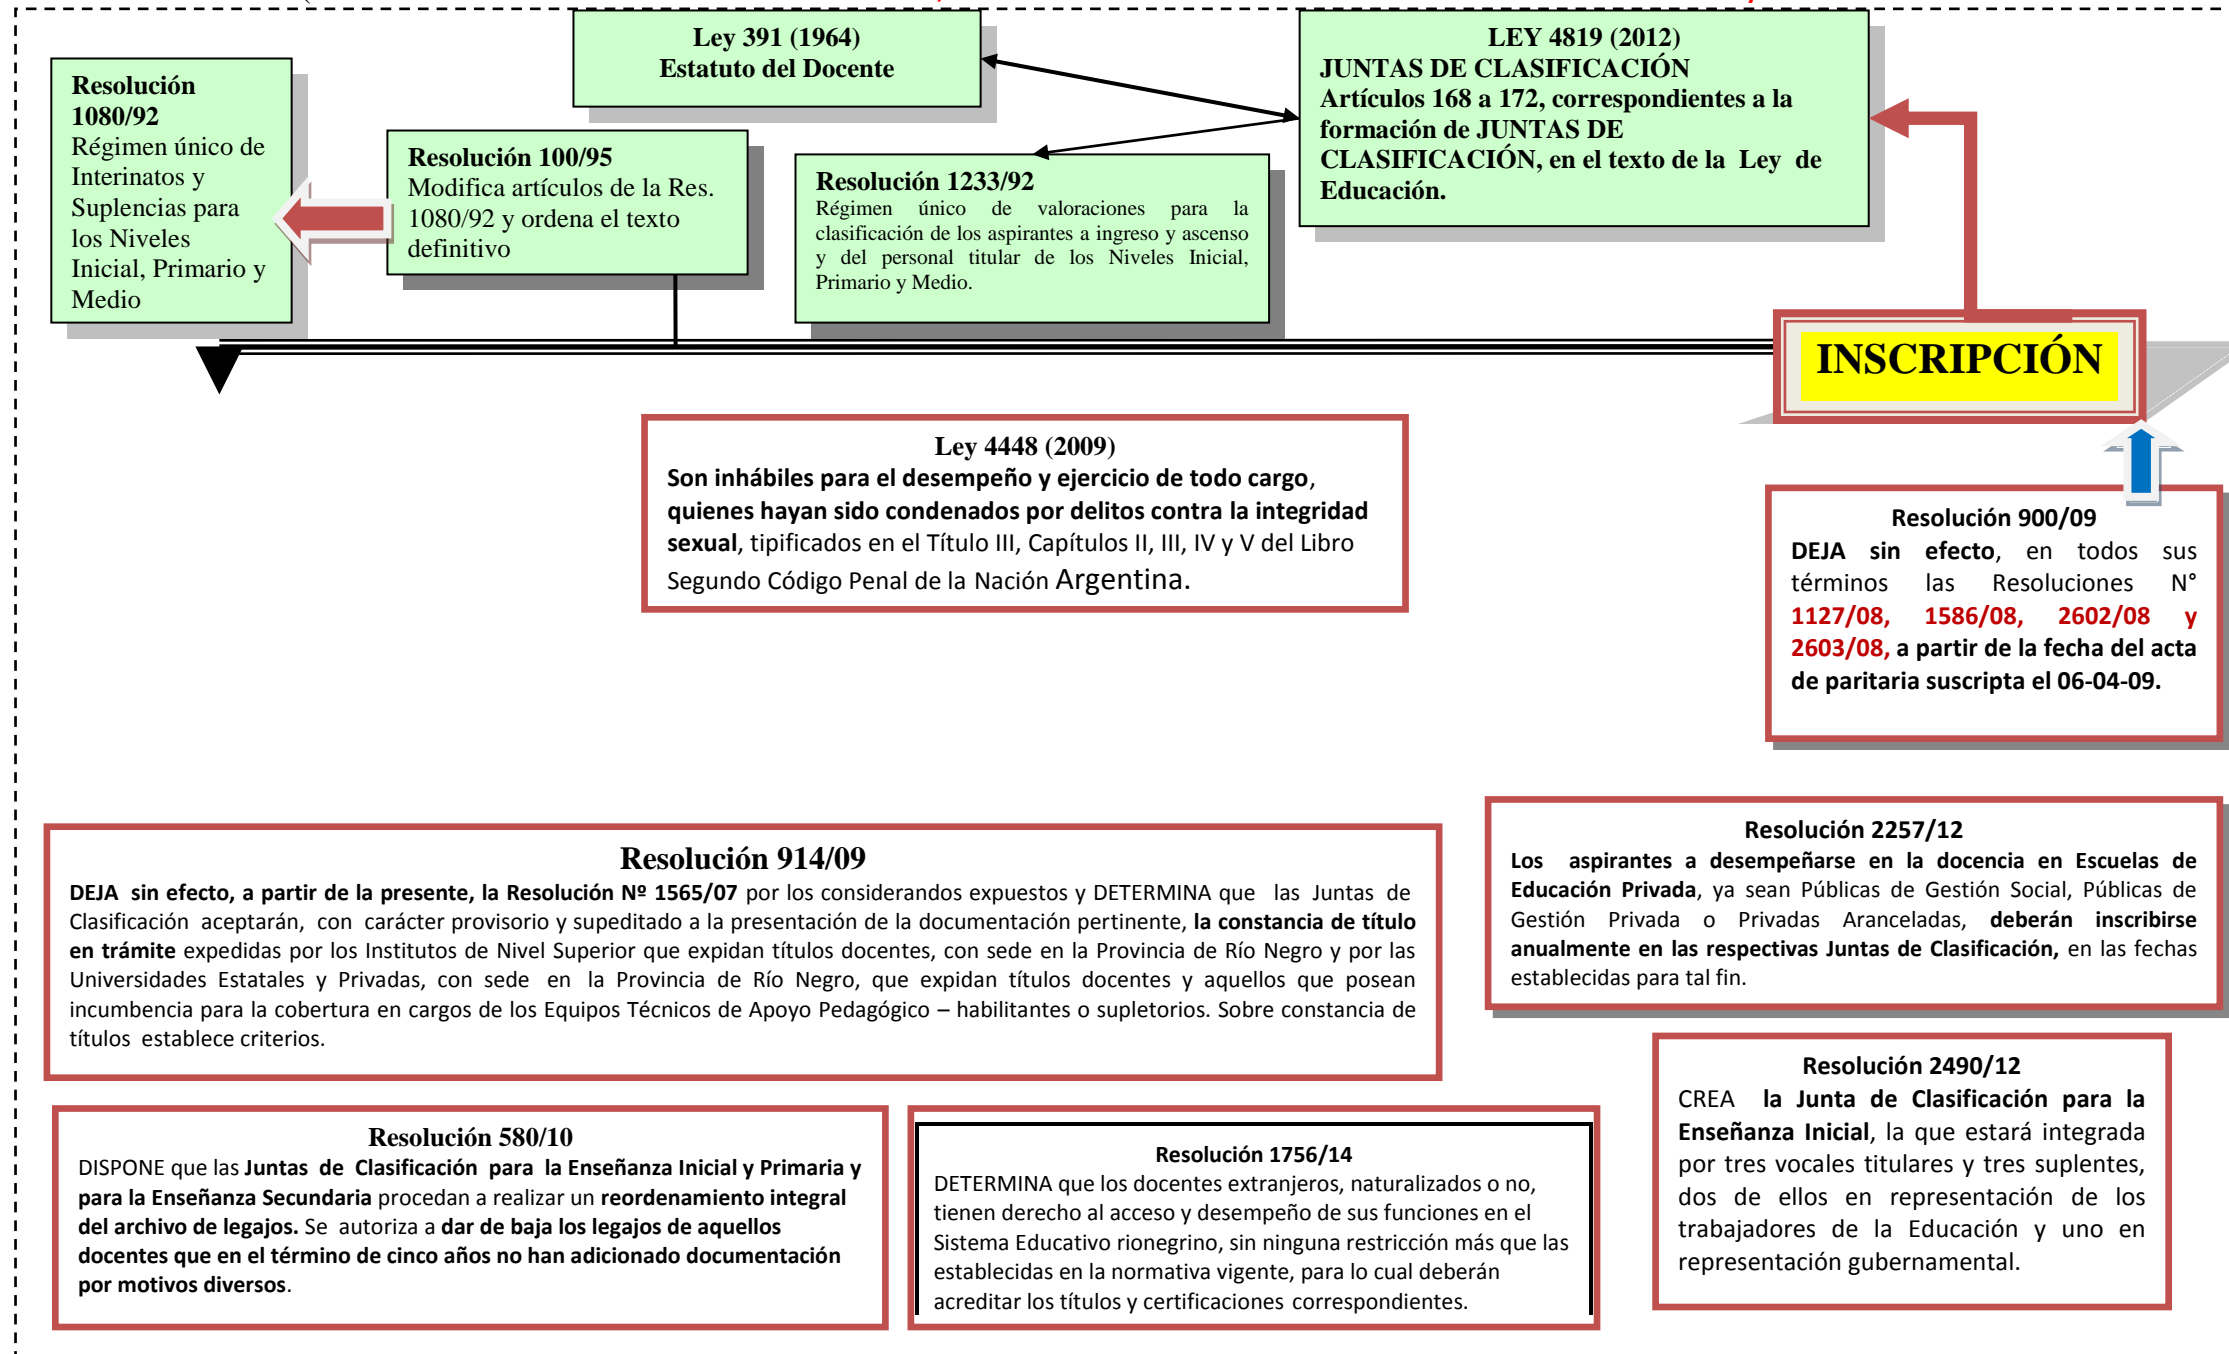 Ley 391 (1964)
Estatuto del Docente
LEY 4819 (2012)
JUNTAS DE CLASIFICACIÓN
Artículos 168 a 172, correspondientes a la
formación de JUNTAS DE
CLASIFICACIÓN, en el texto de la Ley de
Educación.
Resolución
1080/92
Régimen único de
Interinatos y
Suplencias para
los Niveles
Inicial, Primario y
Medio
Resolución 100/95
Modifica artículos de la Res.
1080/92 y ordena el texto
definitivo
Resolución 1233/92
Régimen único de valoraciones para la
clasificación de los aspirantes a ingreso y ascenso
y del personal titular de los Niveles Inicial,
Primario y Medio.
INSCRIPCIÓN
Ley 4448 (2009)
Son inhábiles para el desempeño y ejercicio de todo cargo,
quienes hayan sido condenados por delitos contra la integridad
sexual, tipificados en el Título III, Capítulos II, III, IV y V del Libro
Segundo Código Penal de la Nación Argentina.
Resolución 900/09
DEJA sin efecto, en todos sus
términos las Resoluciones N°
1127/08, 1586/08, 2602/08 y
2603/08, a partir de la fecha del acta
de paritaria suscripta el 06-04-09.
Resolución 914/09
DEJA sin efecto, a partir de la presente, la Resolución Nº 1565/07 por los considerandos expuestos y DETERMINA que las Juntas de
Clasificación aceptarán, con carácter provisorio y supeditado a la presentación de la documentación pertinente, la constancia de título
en trámite expedidas por los Institutos de Nivel Superior que expidan títulos docentes, con sede en la Provincia de Río Negro y por las
Universidades Estatales y Privadas, con sede en la Provincia de Río Negro, que expidan títulos docentes y aquellos que posean
incumbencia para la cobertura en cargos de los Equipos Técnicos de Apoyo Pedagógico – habilitantes o supletorios. Sobre constancia de
títulos establece criterios.
Resolución 2257/12
Los aspirantes a desempeñarse en la docencia en Escuelas de
Educación Privada, ya sean Públicas de Gestión Social, Públicas de
Gestión Privada o Privadas Aranceladas, deberán inscribirse
anualmente en las respectivas Juntas de Clasificación, en las fechas
establecidas para tal fin.
Resolución 2490/12
CREA la Junta de Clasificación para la
Enseñanza Inicial, la que estará integrada
por tres vocales titulares y tres suplentes,
dos de ellos en representación de los
trabajadores de la Educación y uno en
representación gubernamental.
Resolución 580/10
DISPONE que las Juntas de Clasificación para la Enseñanza Inicial y Primaria y
para la Enseñanza Secundaria procedan a realizar un reordenamiento integral
del archivo de legajos. Se autoriza a dar de baja los legajos de aquellos
docentes que en el término de cinco años no han adicionado documentación
por motivos diversos.
Resolución 1756/14
DETERMINA que los docentes extranjeros, naturalizados o no,
tienen derecho al acceso y desempeño de sus funciones en el
Sistema Educativo rionegrino, sin ninguna restricción más que las
establecidas en la normativa vigente, para lo cual deberán
acreditar los títulos y certificaciones correspondientes.